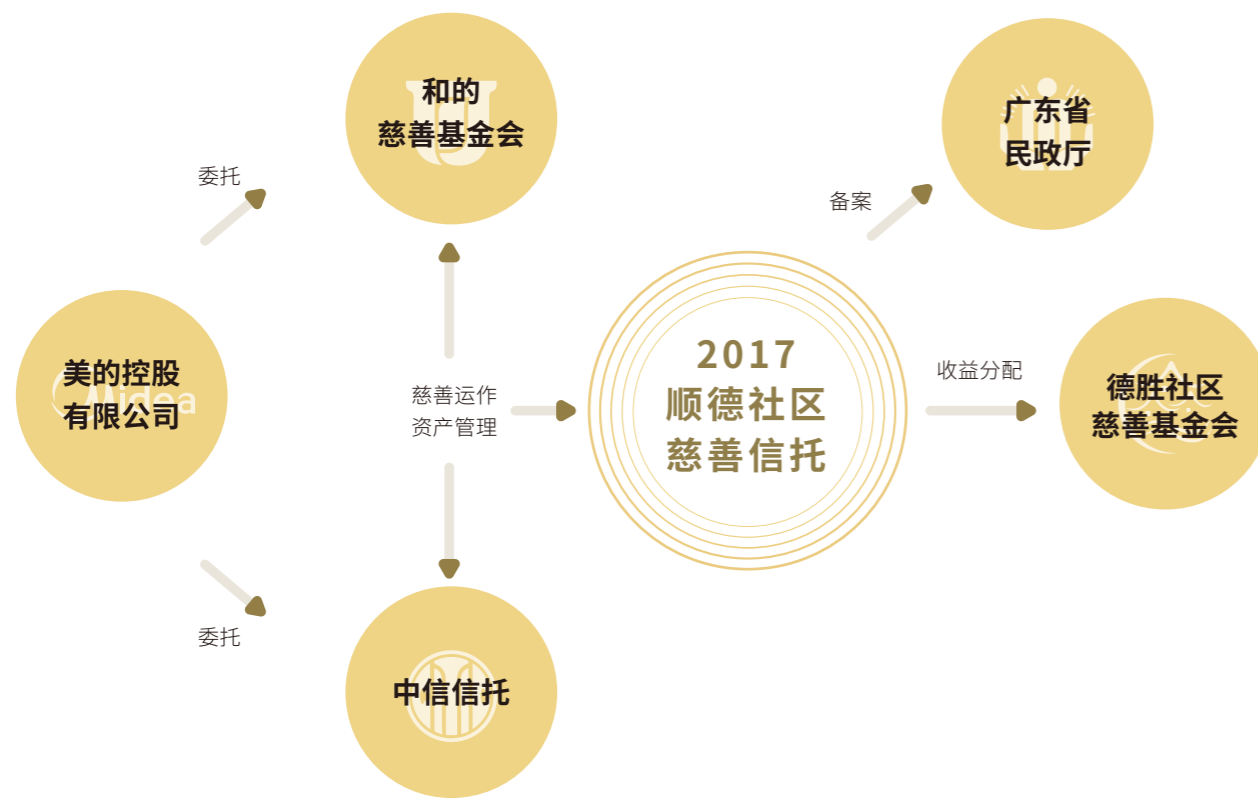 和的
慈善基金会
广东省
民政厅
委托
备案
美的控股
有限公司
Midea
慈善运作
资产管理
2017
顺德社区
慈善信托
收益分配
德胜社区
慈善基金会
委托
中信信托